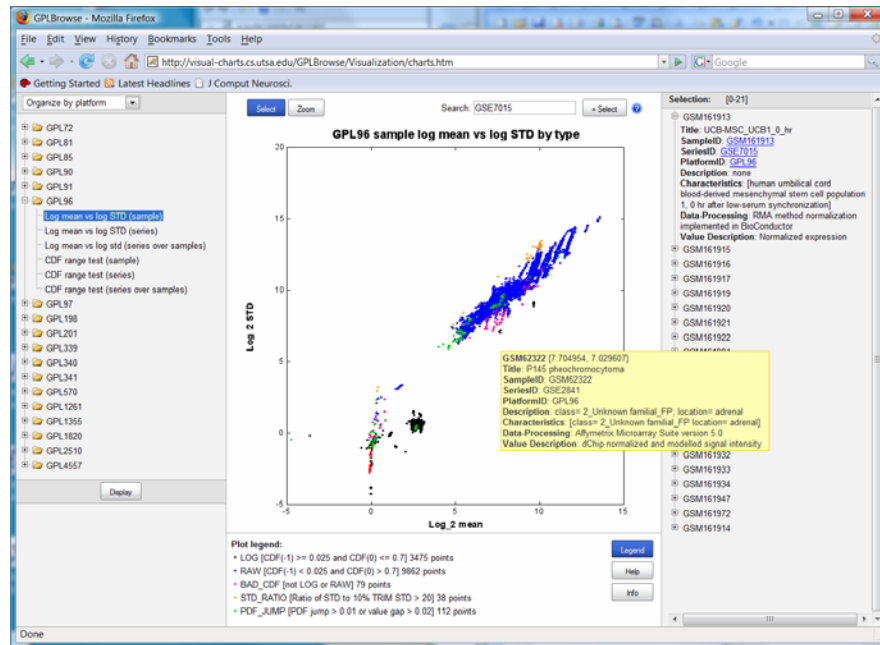 GPLBrowse - Mozilla Firefox
File Edit View History Bookmarks Tools Help
http://visual-charts.cs.utsa.edu/GPLBrowse/Visualization/charts.htm
Google
Getting Started Latest Headlines J Comput Neurosci.
Organize by platform
GPL72
GPL81
GPL85
GPL90
GPL91
GPL96
Log mean vs log STD (sample)
Log mean vs log STD (series)
Log mean vs log std (series over samples)
CDF range test (sample)
CDF range test (series)
CDF range test (series over samples)
GPL97
GPL198
GPL201
GPL339
GPL340
GPL341
GPL570
GPL1261
GPL1355
GPL1820
GPL2510
GPL4557
Display
Select Zoom Search: GSE7015 + Select
GPL96 sample log mean vs log STD by type
20
15
10
5
0
-5
Log_2 STD
-5 0 5 10 15
Log_2 mean
GSM62322 {7.704954, 7.029607}
Title: P145 pheochromocytoma
SampleID: GSM62322
SeriesID: GSE2841
PlatformID: GPL96
Description: class= 2_Unknown familial_FP; location= adrenal
Characteristics: [class= 2_Unknown familial_FP location= adrenal]
Data-Processing: Affymetrix Microarray Suite version 5.0
Value Description: dChip normalized and modelled signal intensity
Plot legend:
LOG [CDF(-1) >= 0.025 and CDF(0) <= 0.7] 3475 points
RAW [CDF(-1) < 0.025 and CDF(0) > 0.7] 9862 points
BAD_CDF [not LOG or RAW] 79 points
STD_RATIO [Ratio of STD to 10% TRIM STD > 20] 38 points
PDF_JUMP [PDF jump > 0.01 or value gap > 0.02] 112 points
Legend
Help
Info
Selection: [0-21]
GSM161913
Title: UCB-MSC_UCB1_0_hr
SampleID: GSM161913
SeriesID: GSE7015
PlatformID: GPL96
Description: none
Characteristics: [human umbilical cord
blood-derived mesenchymal stem cell population
1, 0 hr after low-serum synchronization]
Data-Processing: RMA method normalization
implemented in BioConductor
Value Description: Normalized expression
GSM161915
GSM161916
GSM161917
GSM161919
GSM161920
GSM161921
GSM161922
GSM161932
GSM161933
GSM161934
GSM161947
GSM161972
GSM161914
Done